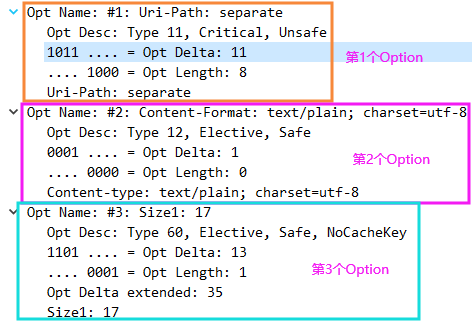 Opt Name: #1: Uri-Path: separate
Opt Desc: Type 11, Critical, Unsafe
1011 .... = Opt Delta: 11
第1个Option
.... 1000 = Opt Length: 8
Uri-Path: separate
Opt Name: #2: Content-Format: text/plain; charset=utf-8
Opt Desc: Type 12, Elective, Safe
0001 .... = Opt Delta: 1
第2个Option
.... 0000 = Opt Length: 0
Content-type: text/plain; charset=utf-8
Opt Name: #3: Size1: 17
Opt Desc: Type 60, Elective, Safe, NoCacheKey
1101 .... = Opt Delta: 13
.... 0001 = Opt Length: 1
第3个Option
Opt Delta extended: 35
Size1: 17